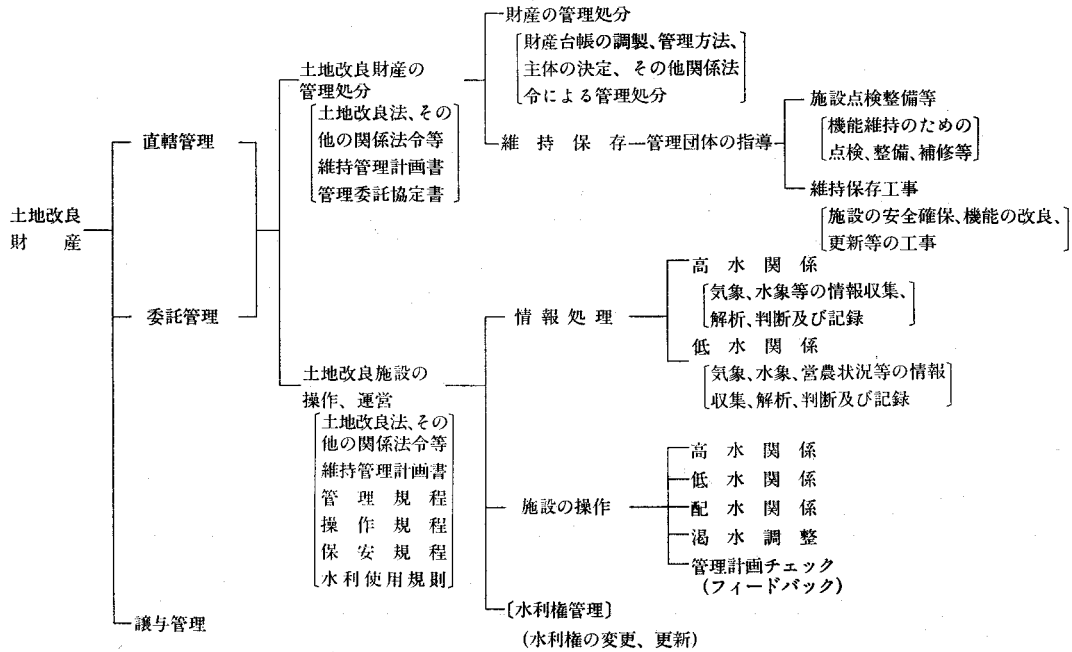 土地改良
財産
直轄管理
委託管理
譲与管理
土地改良財産の
管理処分
土地改良法、その
他の関係法令等
維持管理計画書
管理委託協定書
財産の管理処分
財産台帳の調製、管理方法、
主体の決定、その他関係法
令による管理処分
維持保存―管理団体の指導
施設点検整備等
機能維持のための
点検、整備、補修等
維持保存工事
施設の安全確保、機能の改良、
更新等の工事
土地改良施設の
操作、運営
土地改良法、その
他の関係法令等
維持管理計画書
管理規程
操作規程
保安規程
水利使用規則
情報処理
高水関係
気象、水象等の情報収集、
解析、判断及び記録
低水関係
気象、水象、営農状況等の情報
収集、解析、判断及び記録
施設の操作
高水関係
低水関係
配水関係
渇水調整
管理計画チェック
(フィードバック)
〔水利権管理〕
(水利権の変更、更新)